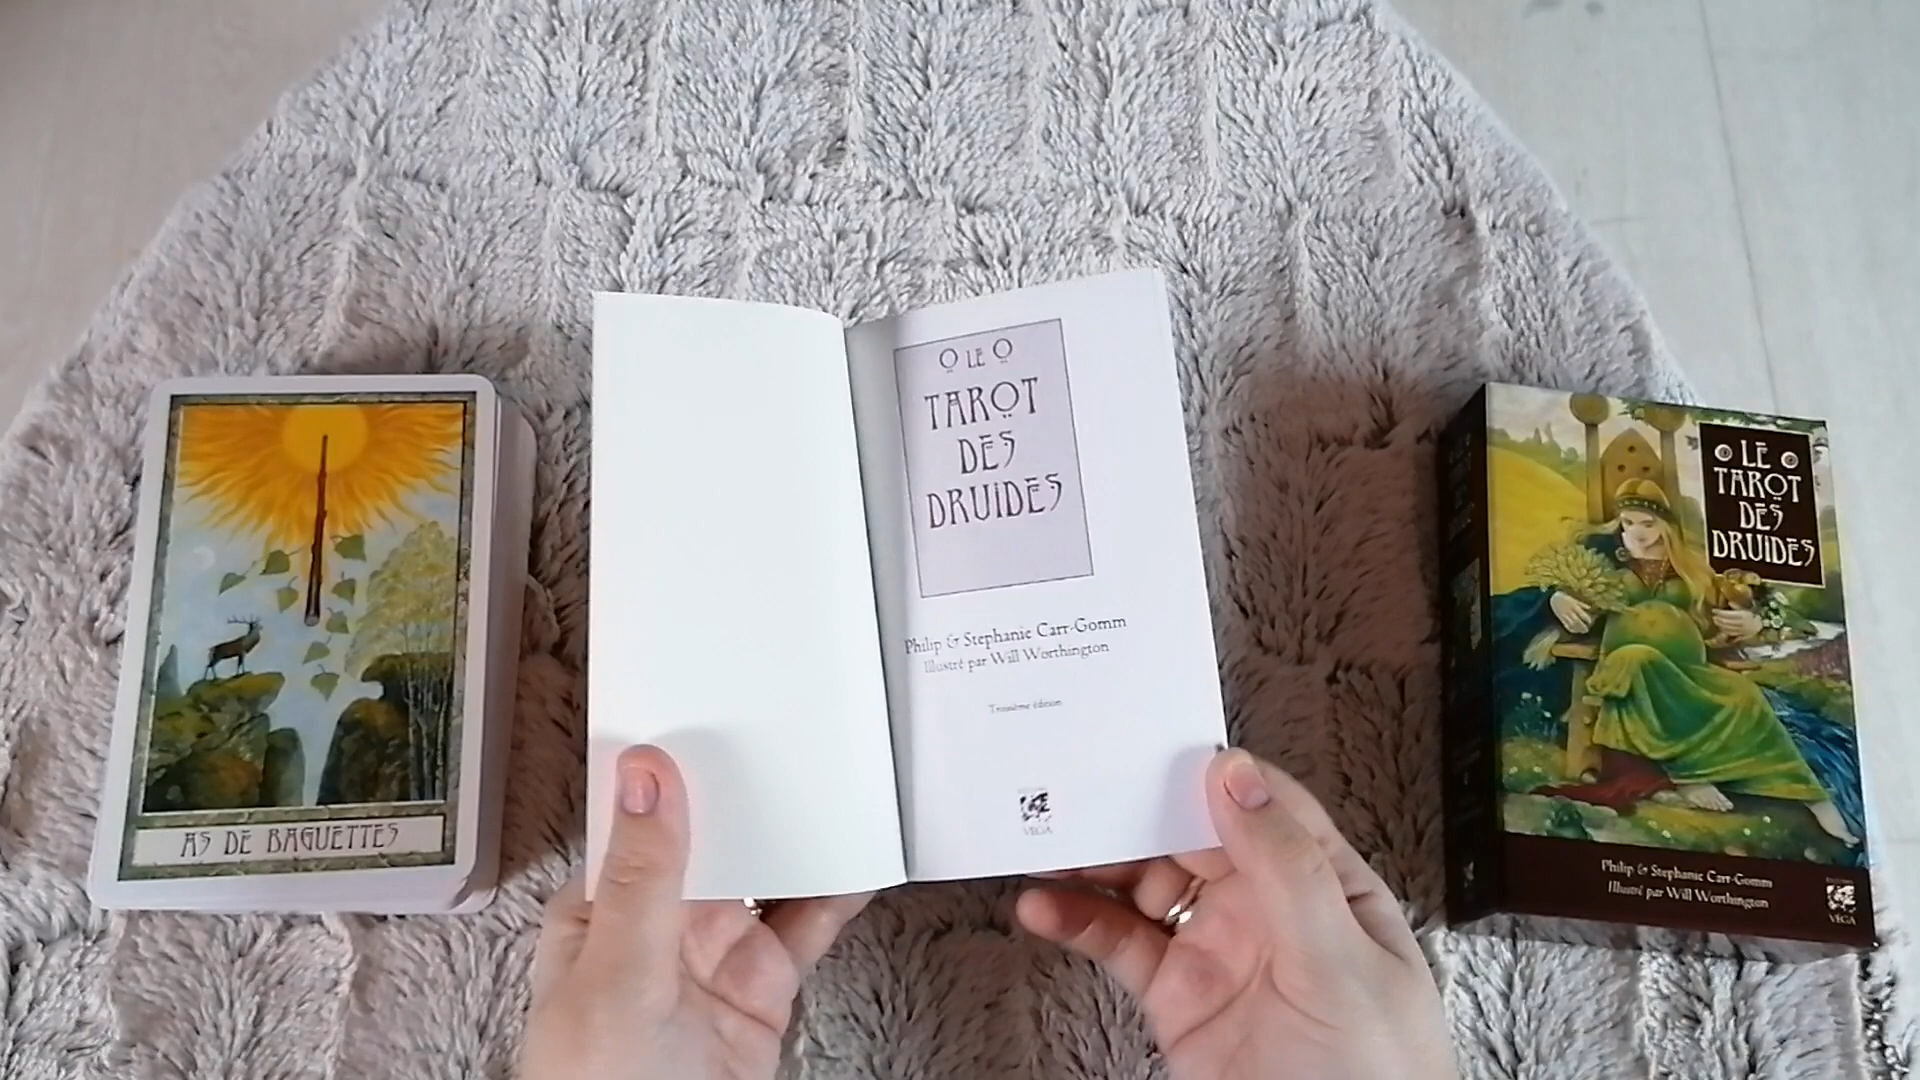 AS DE BAGUETTES
LE
TAROT
DES
DRUIDES
Philip & Stephanie Carr-Gomm
Illustré par Will Worthington
Troisième édition
VEGA
LE
TAROT
DES
DRUIDES
Philip & Stephanie Carr-Gomm
Illustré par Will Worthington
VEGA